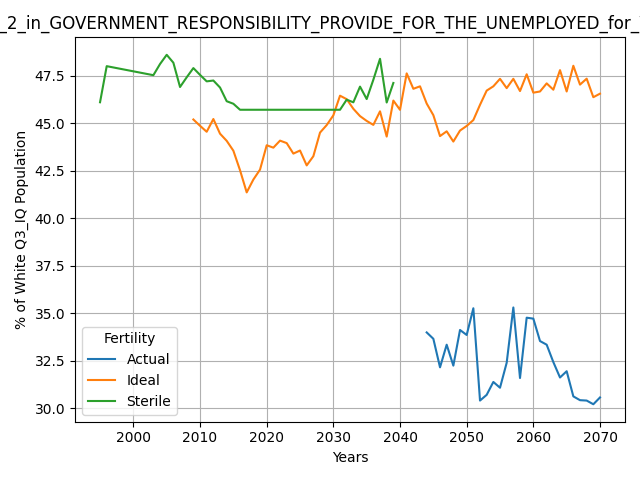 _2_in_GOVERNMENT_RESPONSIBILITY_PROVIDE_FOR_THE_UNEMPLOYED_for_
% of White Q3_IQ Population
47.5
45.0
42.5
40.0
37.5
35.0
32.5
30.0
Fertility
Actual
Ideal
Sterile
2000 2010 2020 2030 2040 2050 2060 2070
Years